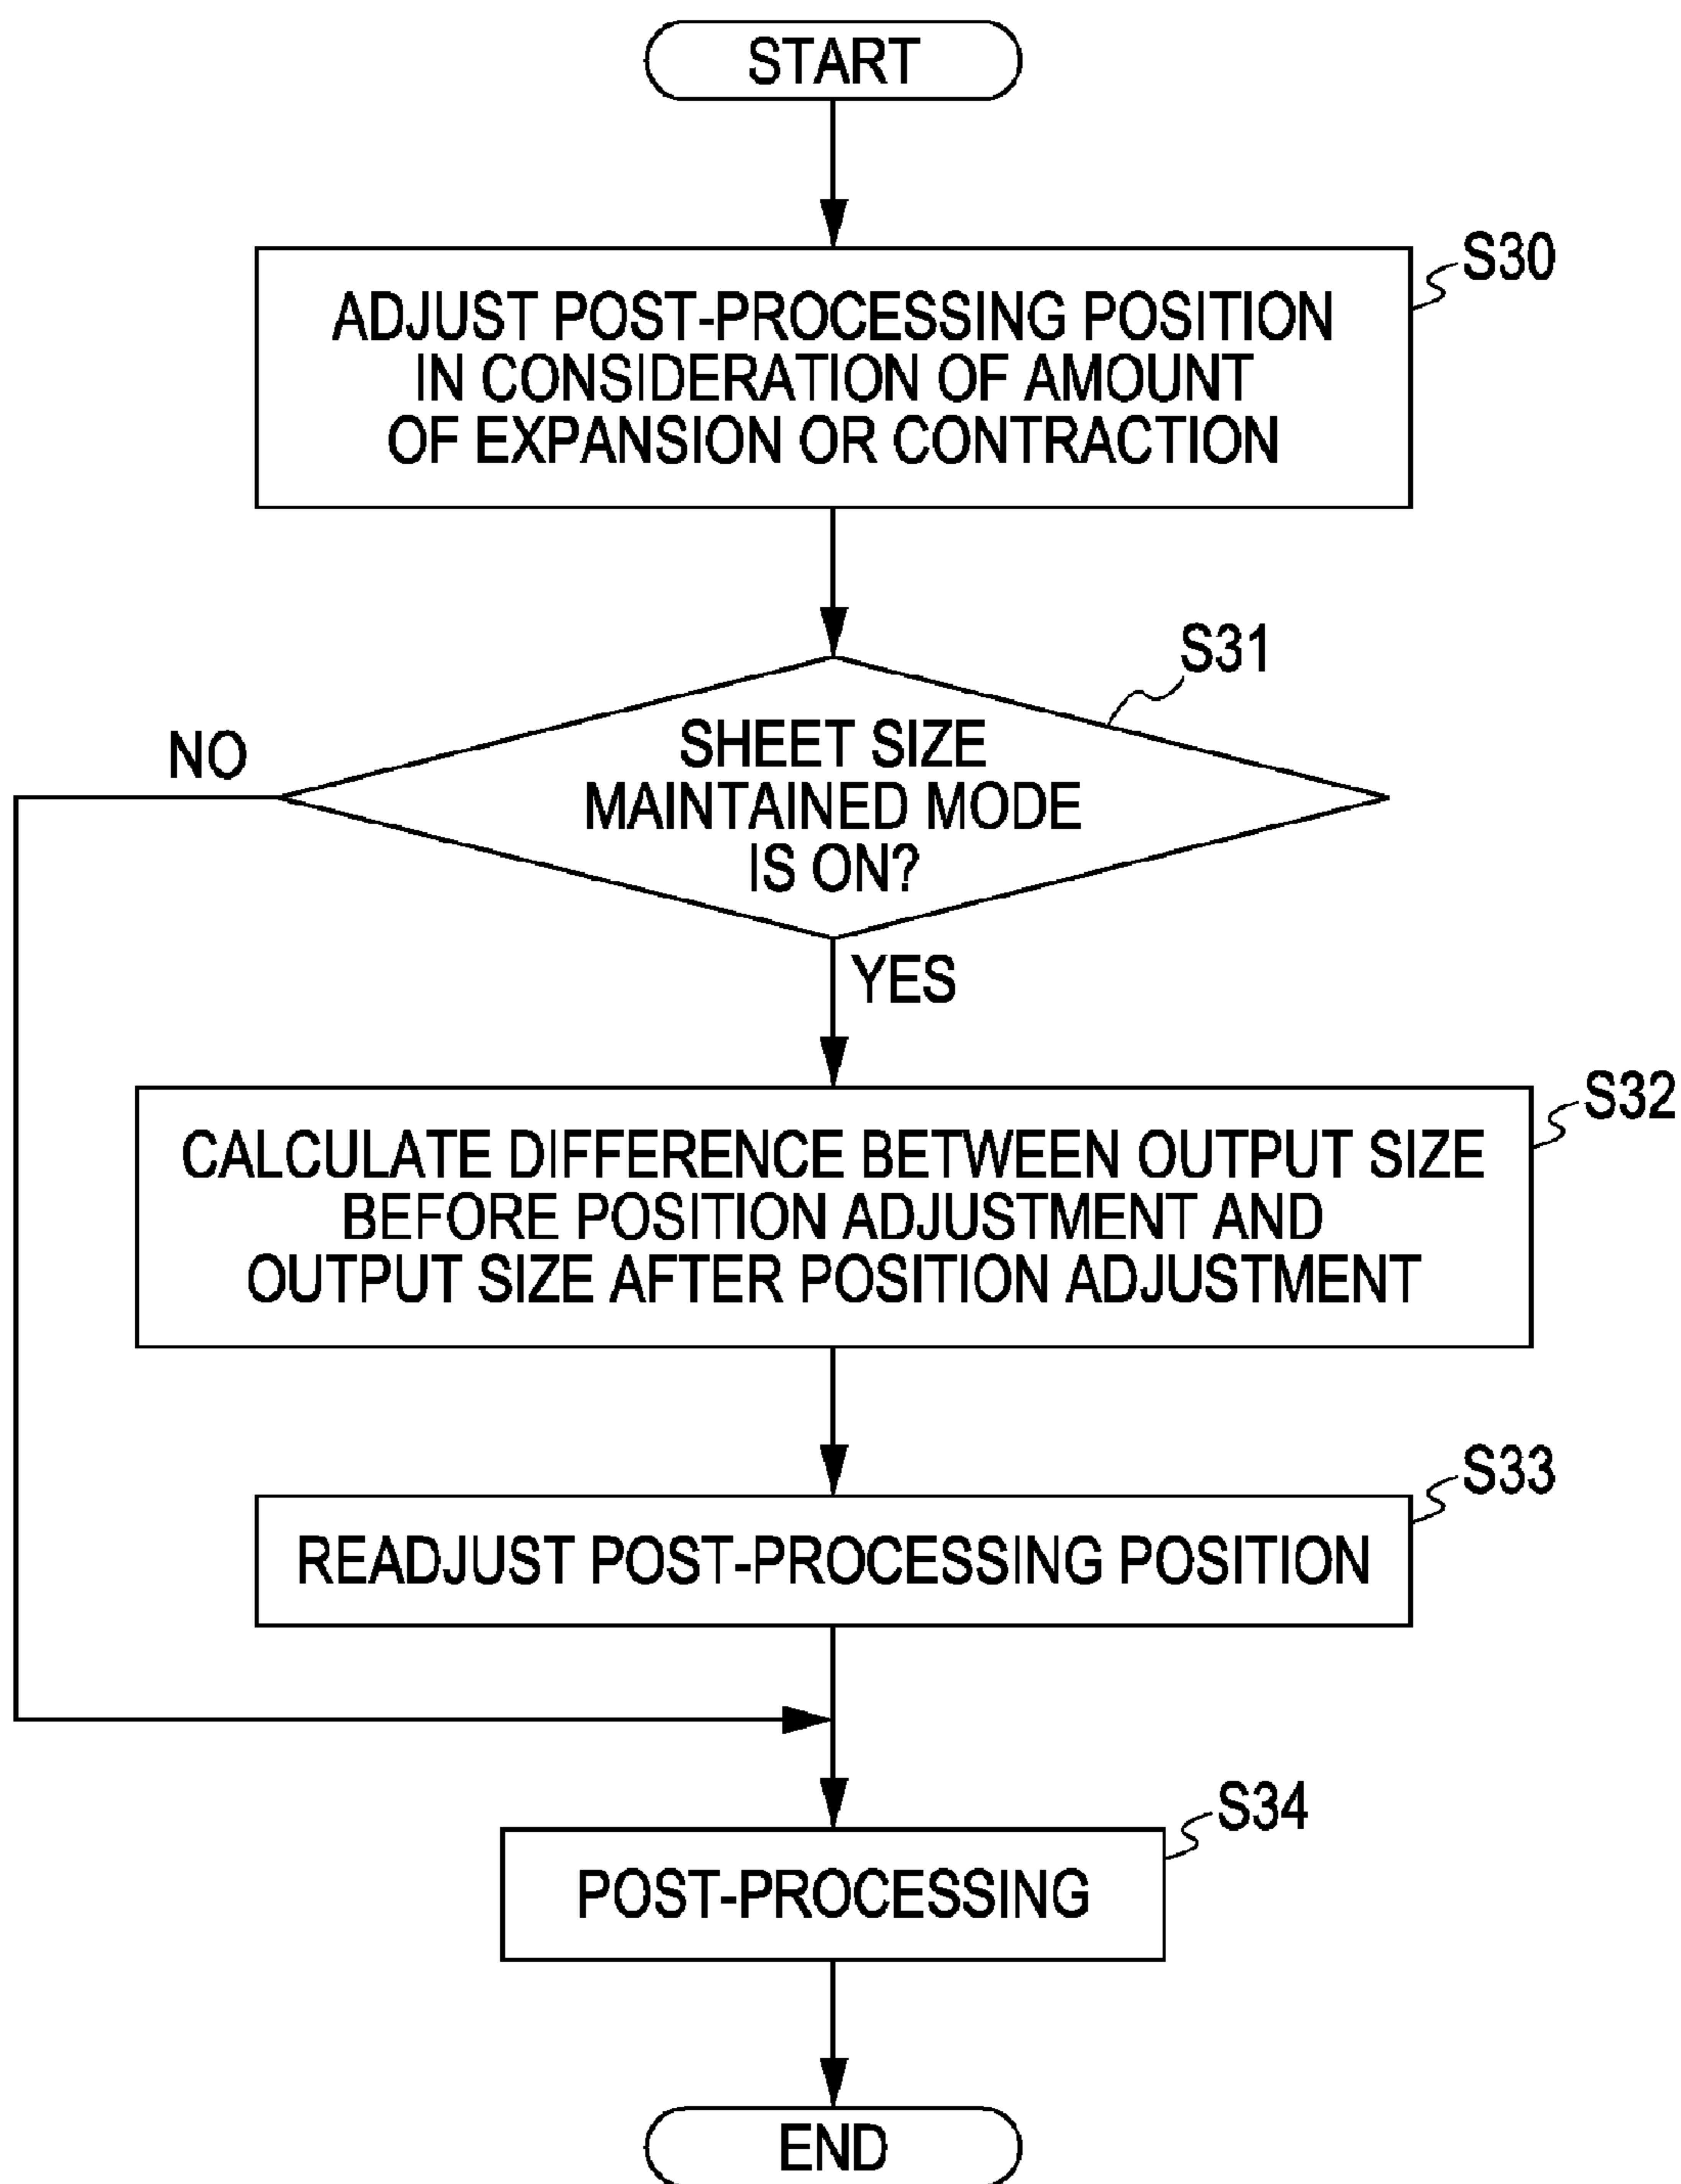 START
S30
ADJUST POST-PROCESSING POSITION
IN CONSIDERATION OF AMOUNT
OF EXPANSION OR CONTRACTION
S31
NO
SHEET SIZE
MAINTAINED MODE
IS ON?
YES
S32
CALCULATE DIFFERENCE BETWEEN OUTPUT SIZE
BEFORE POSITION ADJUSTMENT AND
OUTPUT SIZE AFTER POSITION ADJUSTMENT
S33
READJUST POST-PROCESSING POSITION
S34
POST-PROCESSING
END